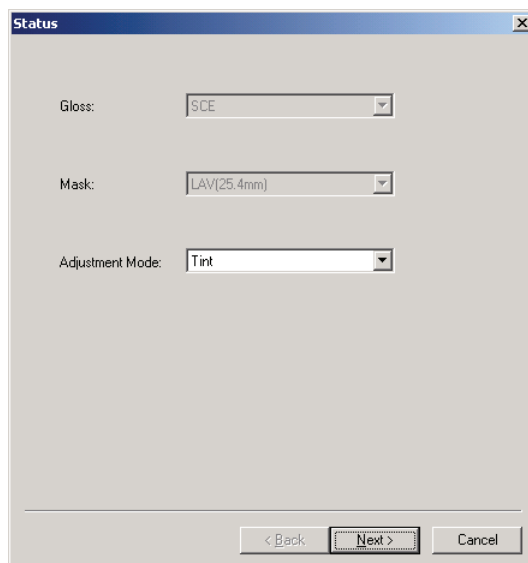 Status
Gloss: SCE
Mask: LAV(25.4mm)
Adjustment Mode: Tint
< Back Next > Cancel